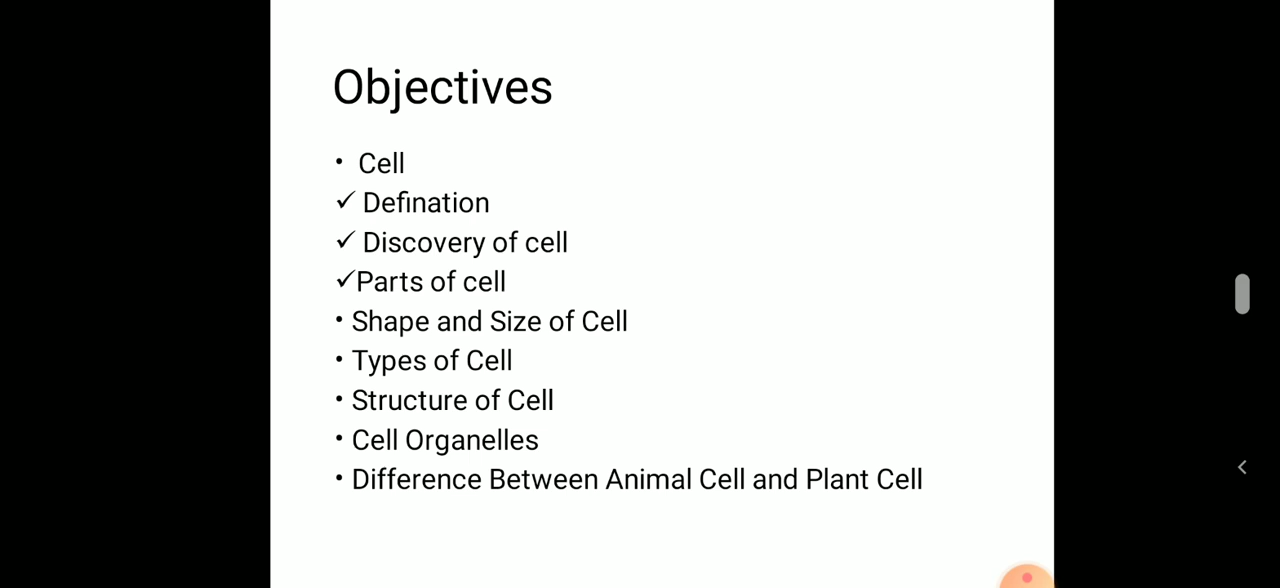 Objectives
• Cell
✓ Defination
✓ Discovery of cell
✓Parts of cell
• Shape and Size of Cell
• Types of Cell
• Structure of Cell
• Cell Organelles
• Difference Between Animal Cell and Plant Cell